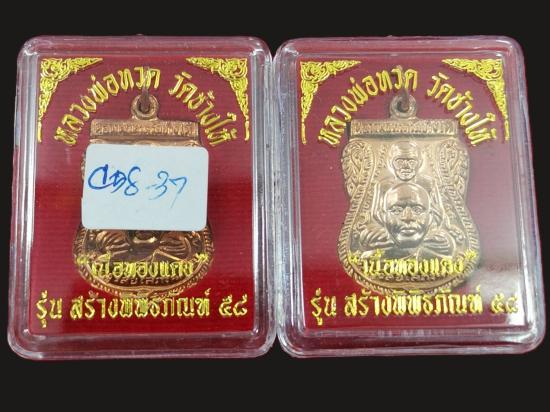 หลวงพ่อทวด วัดช้างให้
"เนื้อทองแดง"
รุ่น สร้างพิพิธภัณฑ์ ๕๘
หลวงพ่อทวด วัดช้างให้
"เนื้อทองแดง"
รุ่น สร้างพิพิธภัณฑ์ ๕๘